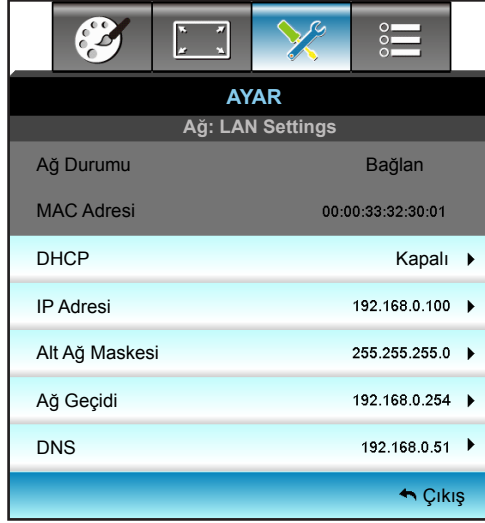 AYAR
Ağ: LAN Settings
Ağ Durumu Bağlan
MAC Adresi 00:00:33:32:30:01
DHCP Kapalı
IP Adresi 192.168.0.100
Alt Ağ Maskesi 255.255.255.0
Ağ Geçidi 192.168.0.254
DNS 192.168.0.51
Çıkış